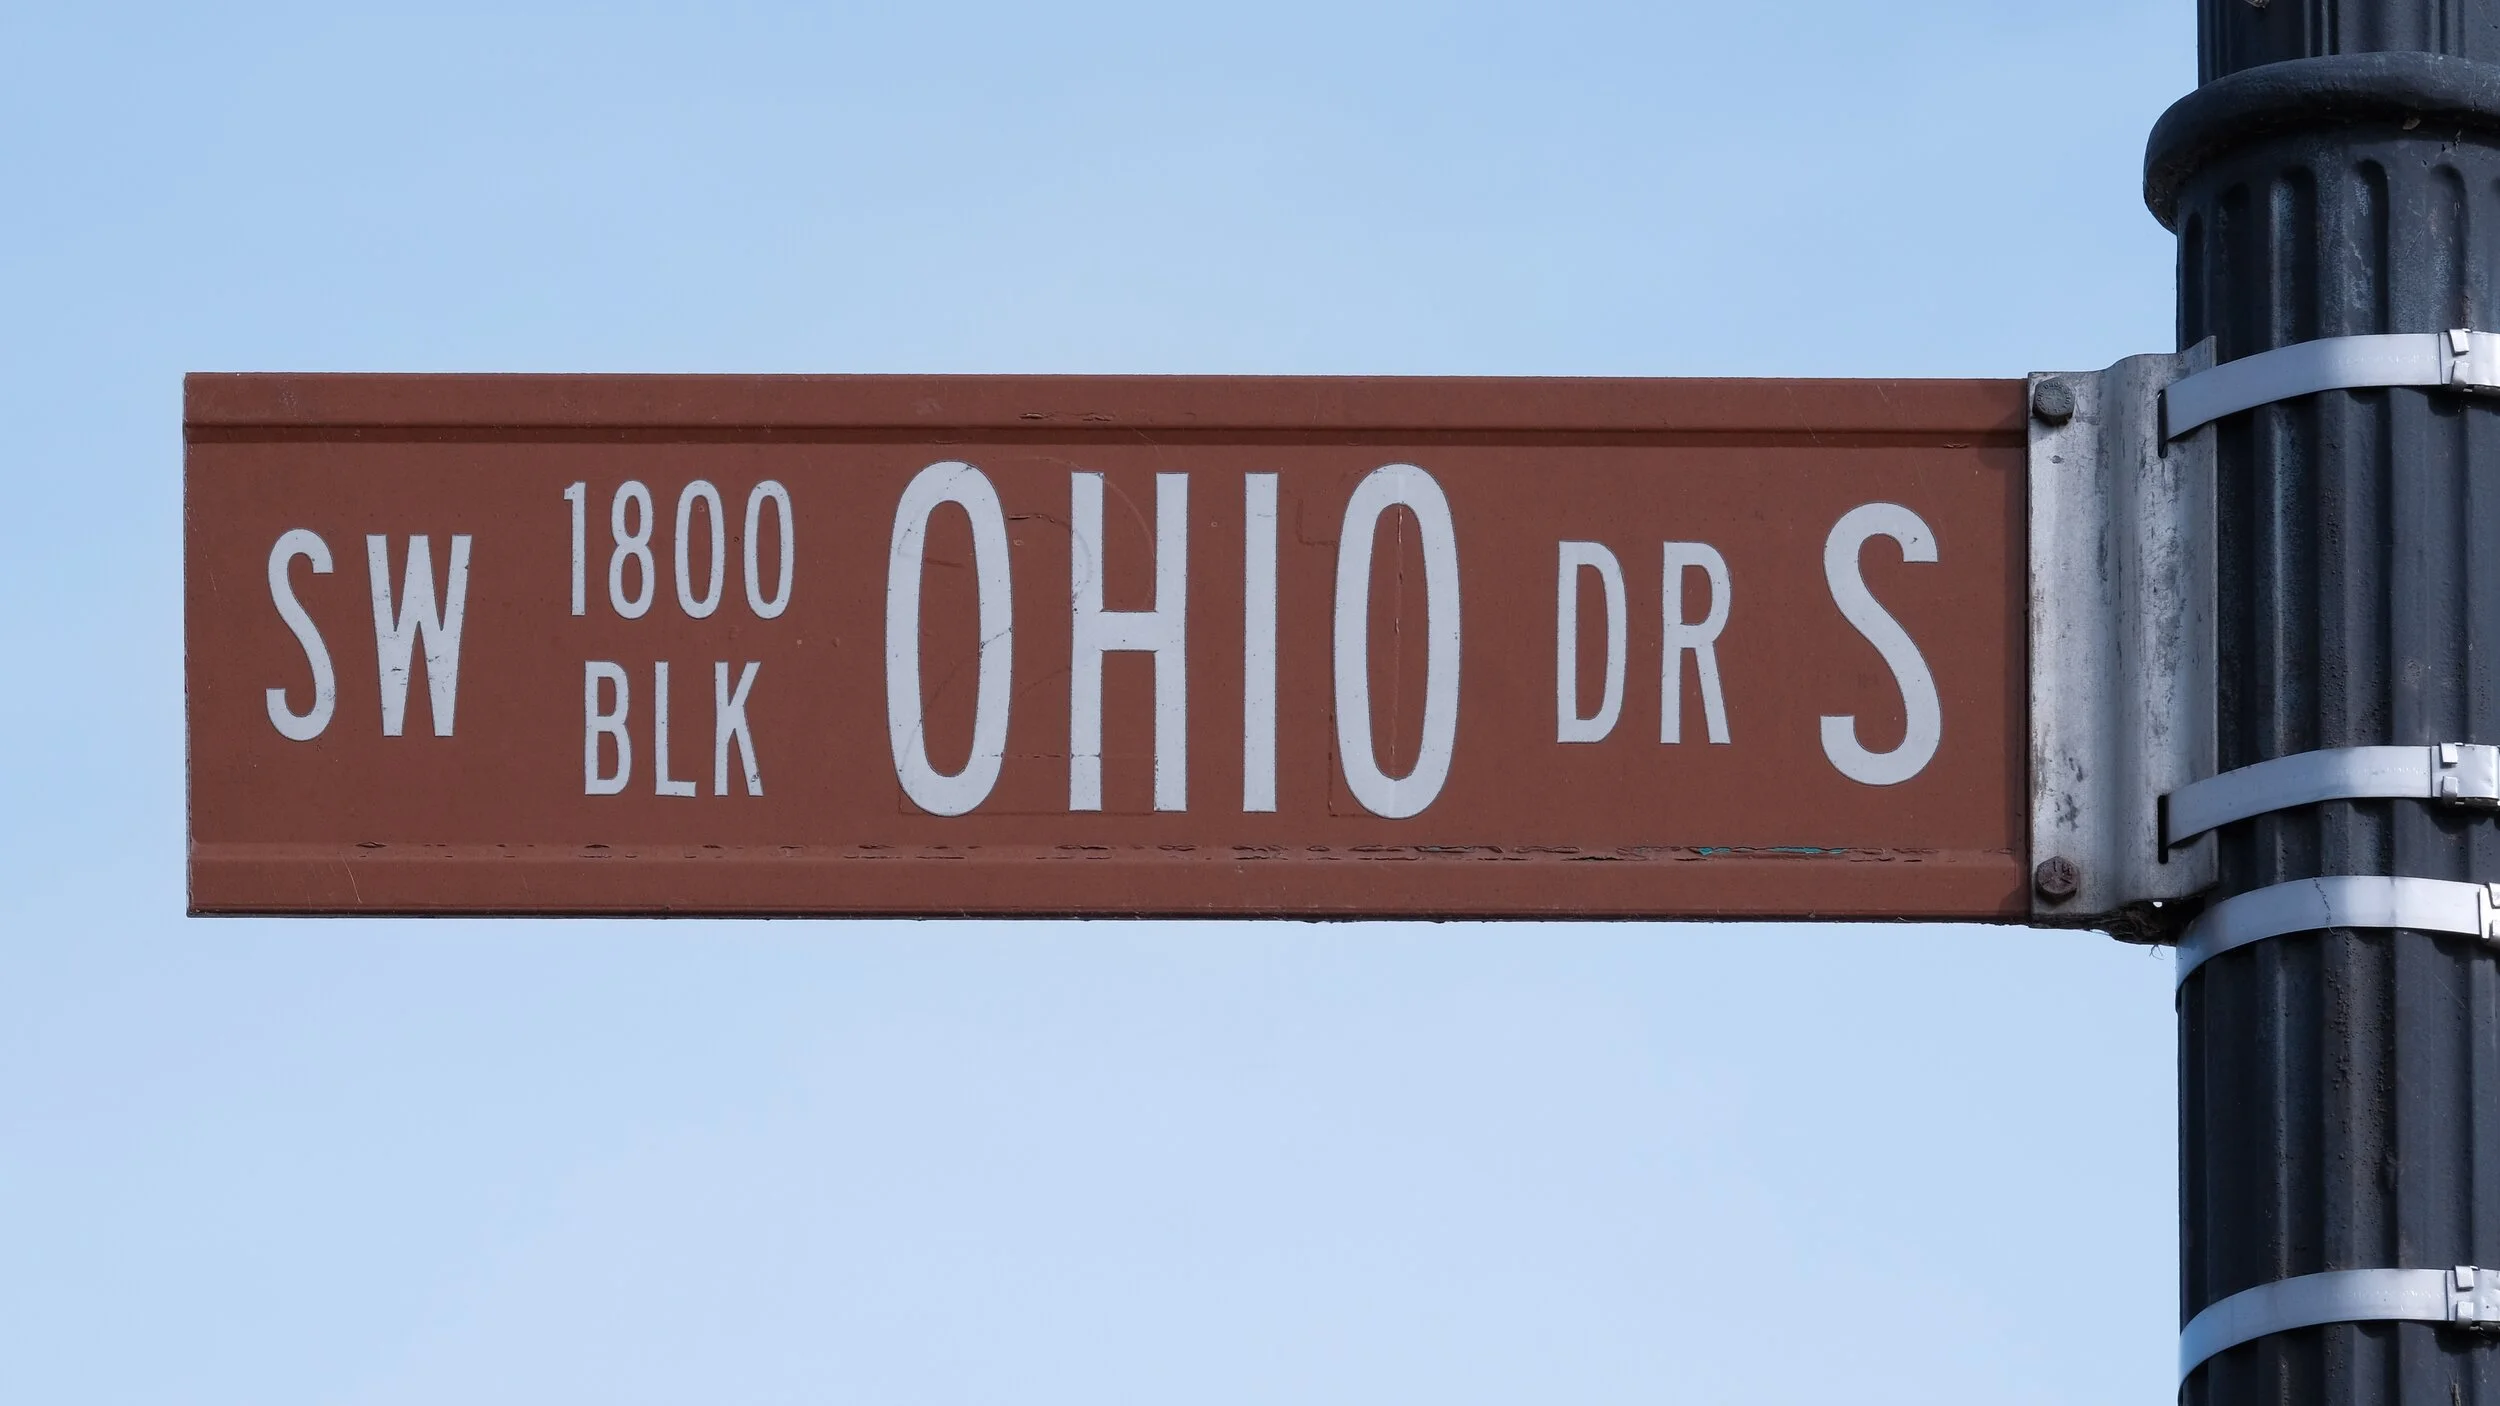 SW 1800 BLK OHIO DR S